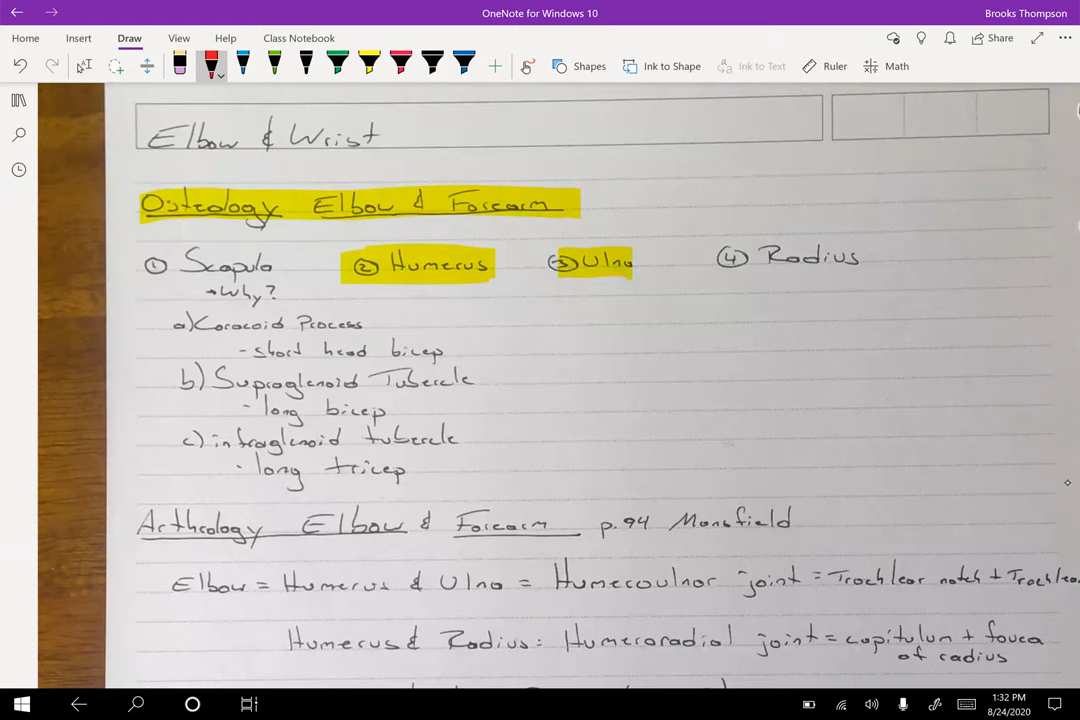 OneNote for Windows 10
Brooks Thompson
Home Insert Draw View Help Class Notebook
Share
Shapes Ink to Shape Ink to Text Ruler Math
Elbow & Wrist
Osteology Elbow & Forearm
① Scapula ② Humerus ③ Ulna ④ Radius
→ Why?
a) Coracoid Process
- short head bicep
b) Supraglenoid Tubercle
- long bicep
c) infraglenoid tubercle
- long tricep
Arthrology Elbow & Forearm p. 94 Mansfield
Elbow = Humerus & Ulna = Humeroulnar joint = Trochlear notch + Trochlea
Humerus & Radius: Humeroradial joint = capitulun + fovea
of radius
1:32 PM
8/24/2020